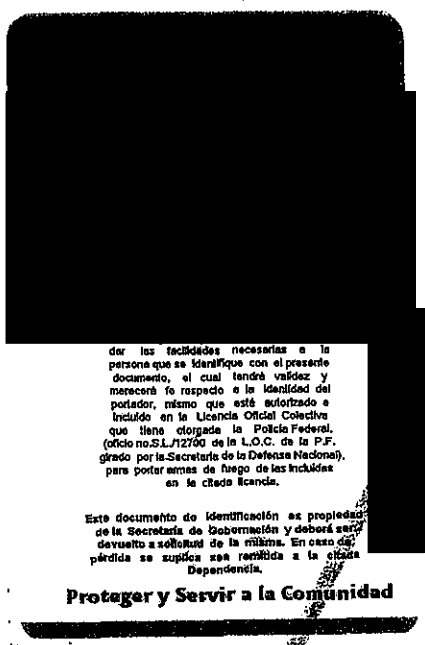 dar las facilidades necesarias a la
persona que se identifique con el presente
documento, el cual tendrá validez y
merecerá fe respecto a la identidad del
portador, mismo que esté autorizado e
incluido en la Licencia Oficial Colectiva
que tiene otorgada la Policía Federal,
(oficio no.S.L./12700 de la L.O.C. de la P.F.
girado por la Secretaría de la Defensa Nacional),
para portar armas de fuego de las incluidas
en la citada licencia.
Este documento de identificación es propiedad
de la Secretaría de Gobernación y deberá ser
devuelto a solicitud de la misma. En caso de
pérdida se suplica sea remitida a la citada
Dependencia.
Proteger y Servir a la Comunidad